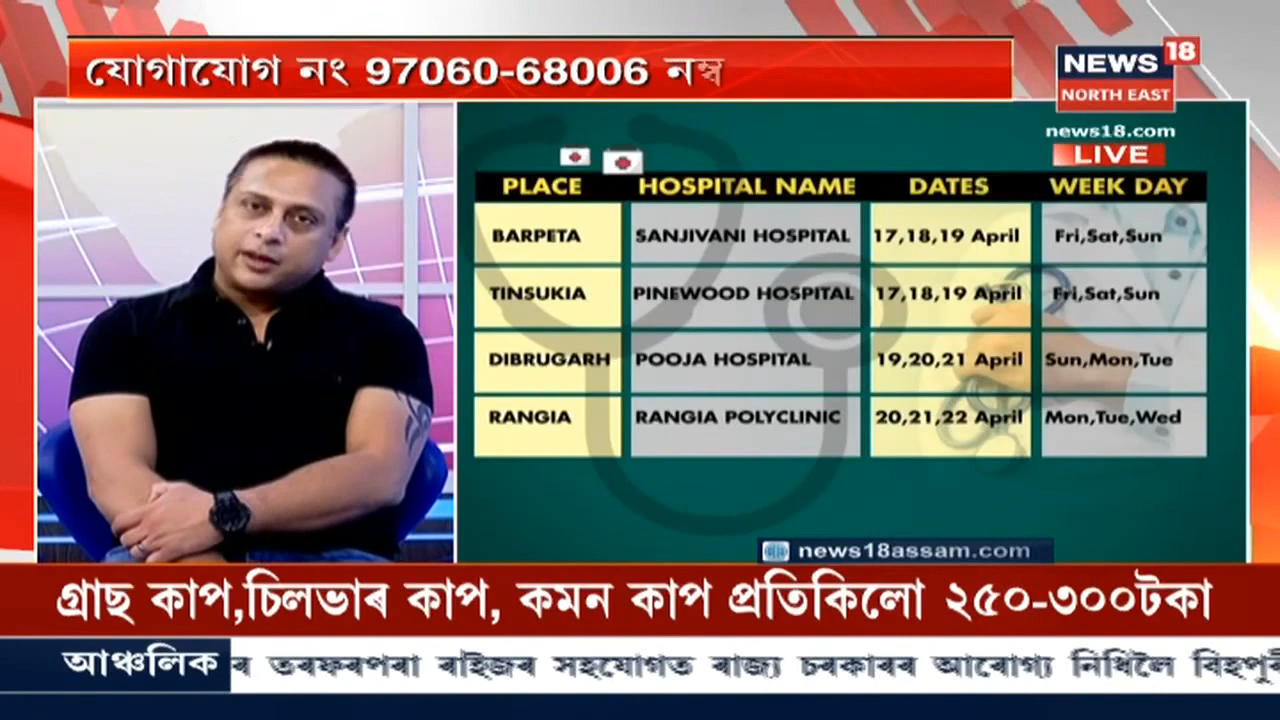 যোগাযোগ নং 97060-68006 নম্ব
NEWS 18
NORTH EAST
news18.com
LIVE
PLACE HOSPITAL NAME DATES WEEK DAY
BARPETA SANJIVANI HOSPITAL 17,18,19 April Fri,Sat,Sun
TINSUKIA PINEWOOD HOSPITAL 17,18,19 April Fri,Sat,Sun
DIBRUGARH POOJA HOSPITAL 19,20,21 April Sun,Mon,Tue
RANGIA RANGIA POLYCLINIC 20,21,22 April Mon,Tue,Wed
news18assam.com
গ্ৰাছ কাপ,চিলভাৰ কাপ, কমন কাপ প্ৰতিকিলো ২৫০-৩০০টকা
আঞ্চলিক ৰ তৰফৰপৰা ৰাইজৰ সহযোগত ৰাজ্য চৰকাৰৰ আৰোগ্য নিধিলৈ বিহপুৰী